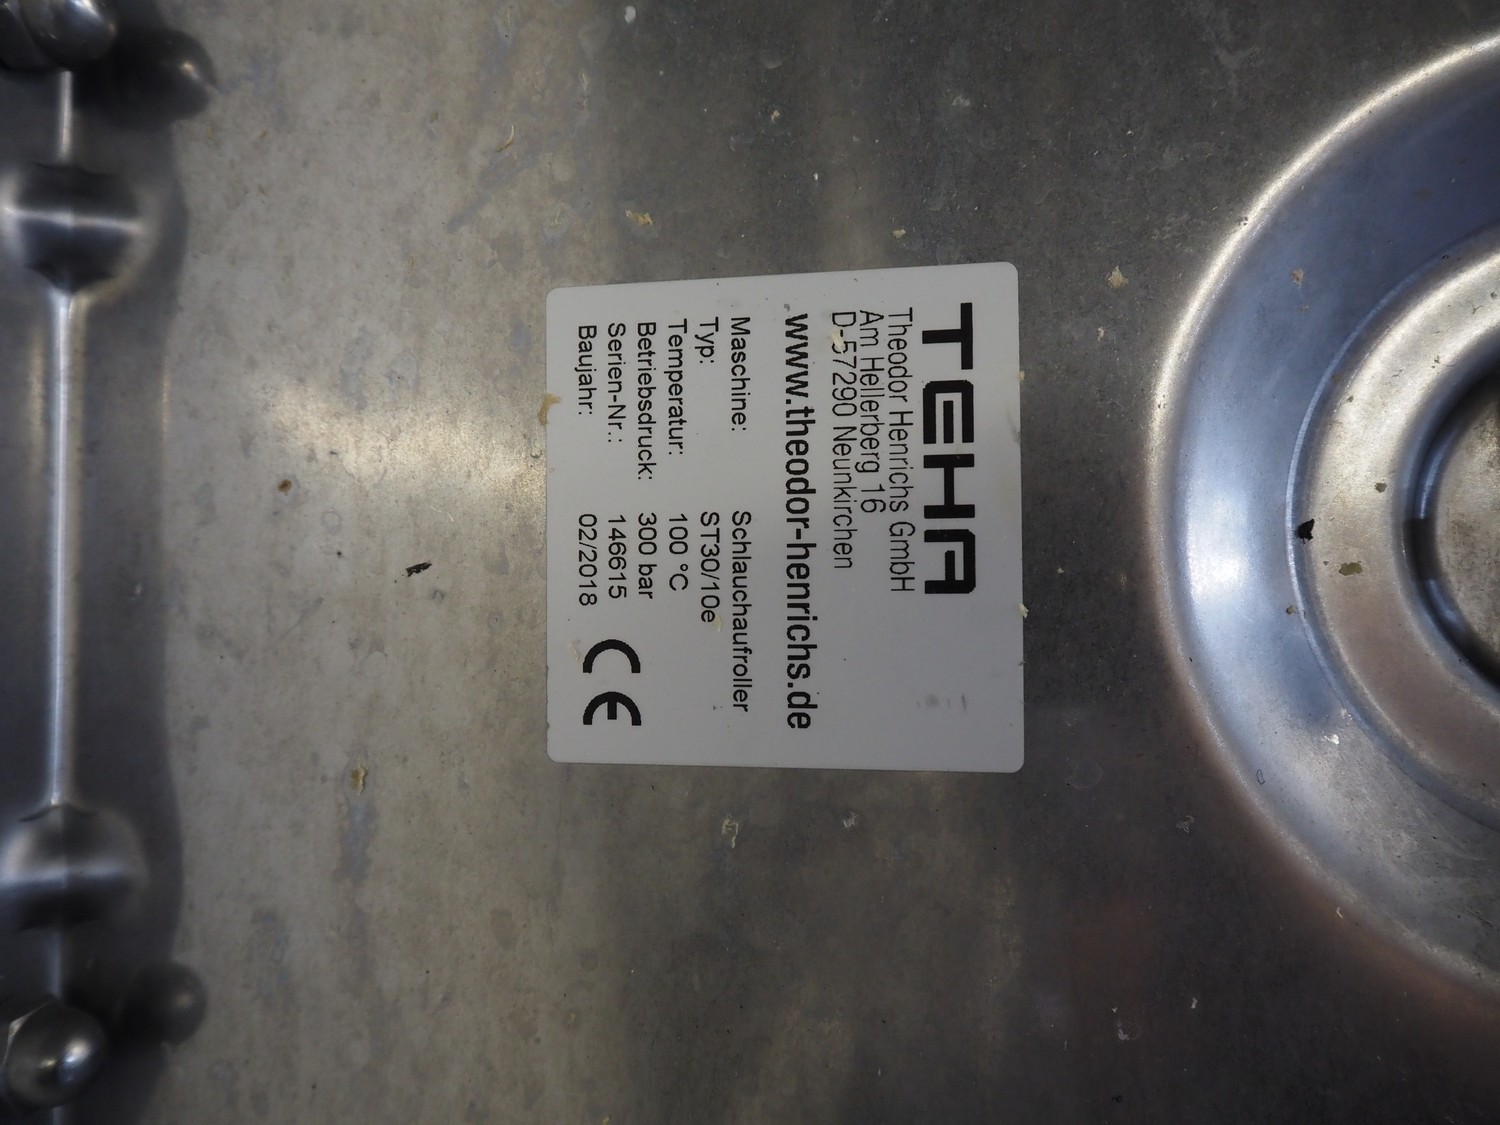 TEHA
Theodor Henrichs GmbH
Am Hellerberg 16
D-57290 Neunkirchen
www.theodor-henrichs.de
Maschine: Schlauchaufroller
Typ: ST30/10e
Temperatur: 100 °C
Betriebsdruck: 300 bar
Serien-Nr.: 146615
Baujahr: 02/2018 CE